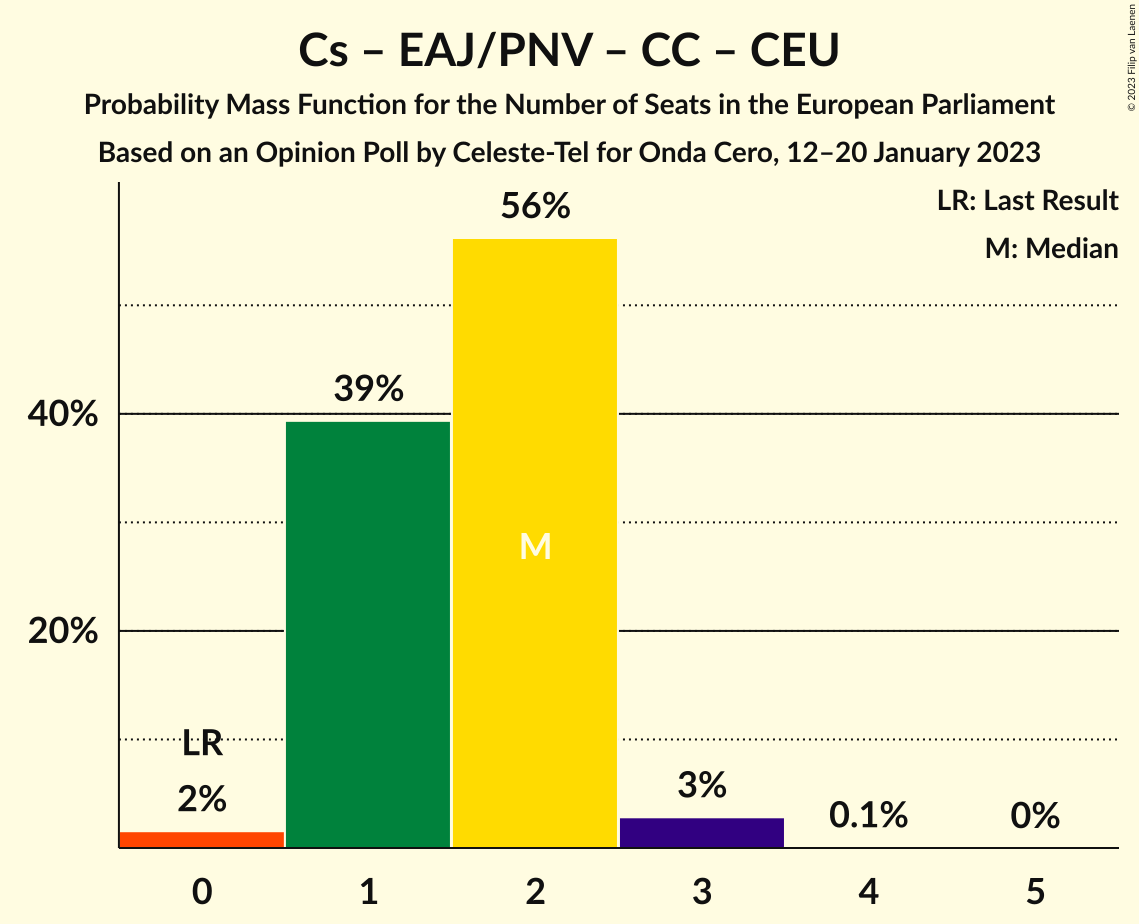 Cs – EAJ/PNV – CC – CEU
Probability Mass Function for the Number of Seats in the European Parliament
Based on an Opinion Poll by Celeste-Tel for Onda Cero, 12–20 January 2023
© 2023 Filip van Laenen
LR: Last Result
M: Median
56%
39%
40%
M
20%
LR
2%
3%
0.1%
0%
0 1 2 3 4 5